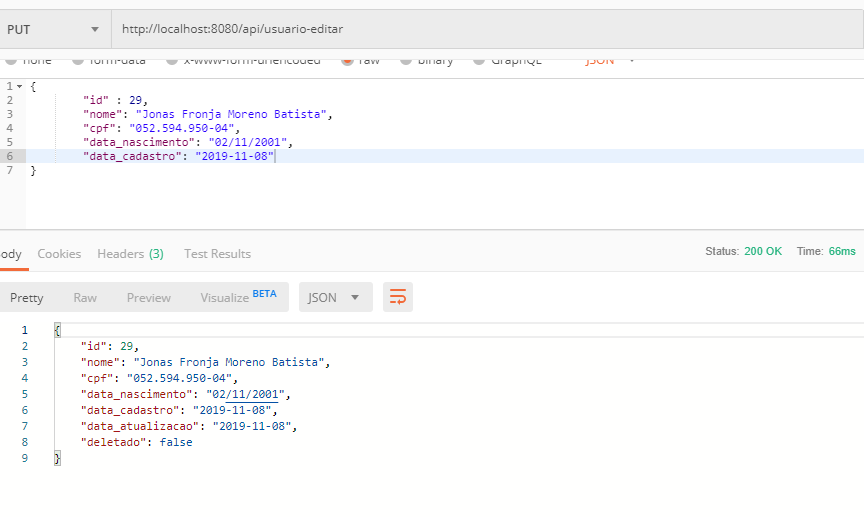 PUT http://localhost:8080/api/usuario-editar
none form-data x-www-form-urlencoded raw binary GraphQL JSON
1 {
2 "id" : 29,
3 "nome": "Jonas Fronja Moreno Batista",
4 "cpf": "052.594.950-04",
5 "data_nascimento": "02/11/2001",
6 "data_cadastro": "2019-11-08"
7 }
ody Cookies Headers (3) Test Results Status: 200 OK Time: 66ms
Pretty Raw Preview Visualize BETA JSON
1 {
2 "id": 29,
3 "nome": "Jonas Fronja Moreno Batista",
4 "cpf": "052.594.950-04",
5 "data_nascimento": "02/11/2001",
6 "data_cadastro": "2019-11-08",
7 "data_atualizacao": "2019-11-08",
8 "deletado": false
9 }